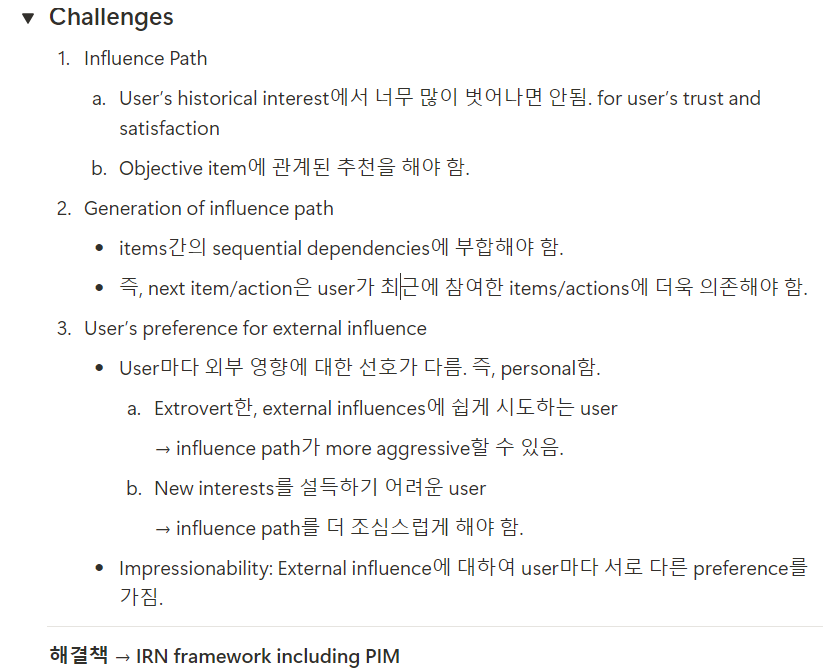 ▼ Challenges
1. Influence Path
a. User’s historical interest에서 너무 많이 벗어나면 안됨. for user’s trust and
satisfaction
b. Objective item에 관계된 추천을 해야 함.
2. Generation of influence path
• items간의 sequential dependencies에 부합해야 함.
• 즉, next item/action은 user가 최근에 참여한 items/actions에 더욱 의존해야 함.
3. User’s preference for external influence
• User마다 외부 영향에 대한 선호가 다름. 즉, personal함.
a. Extrovert한, external influences에 쉽게 시도하는 user
→ influence path가 more aggressive할 수 있음.
b. New interests를 설득하기 어려운 user
→ influence path를 더 조심스럽게 해야 함.
• Impressionability: External influence에 대하여 user마다 서로 다른 preference를
가짐.
해결책 → IRN framework including PIM